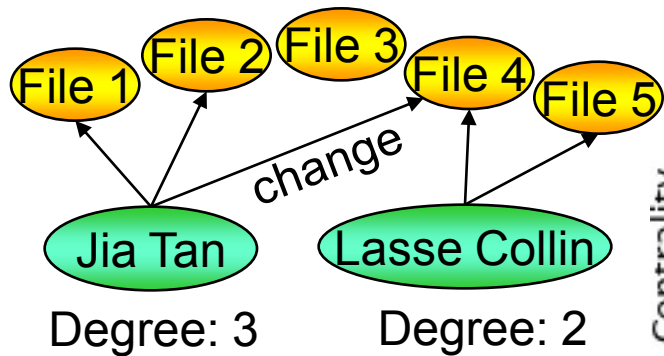 File 1
File 2
File 3
File 4
File 5
change
Jia Tan
Lasse Collin
Degree: 3
Degree: 2
Centrality